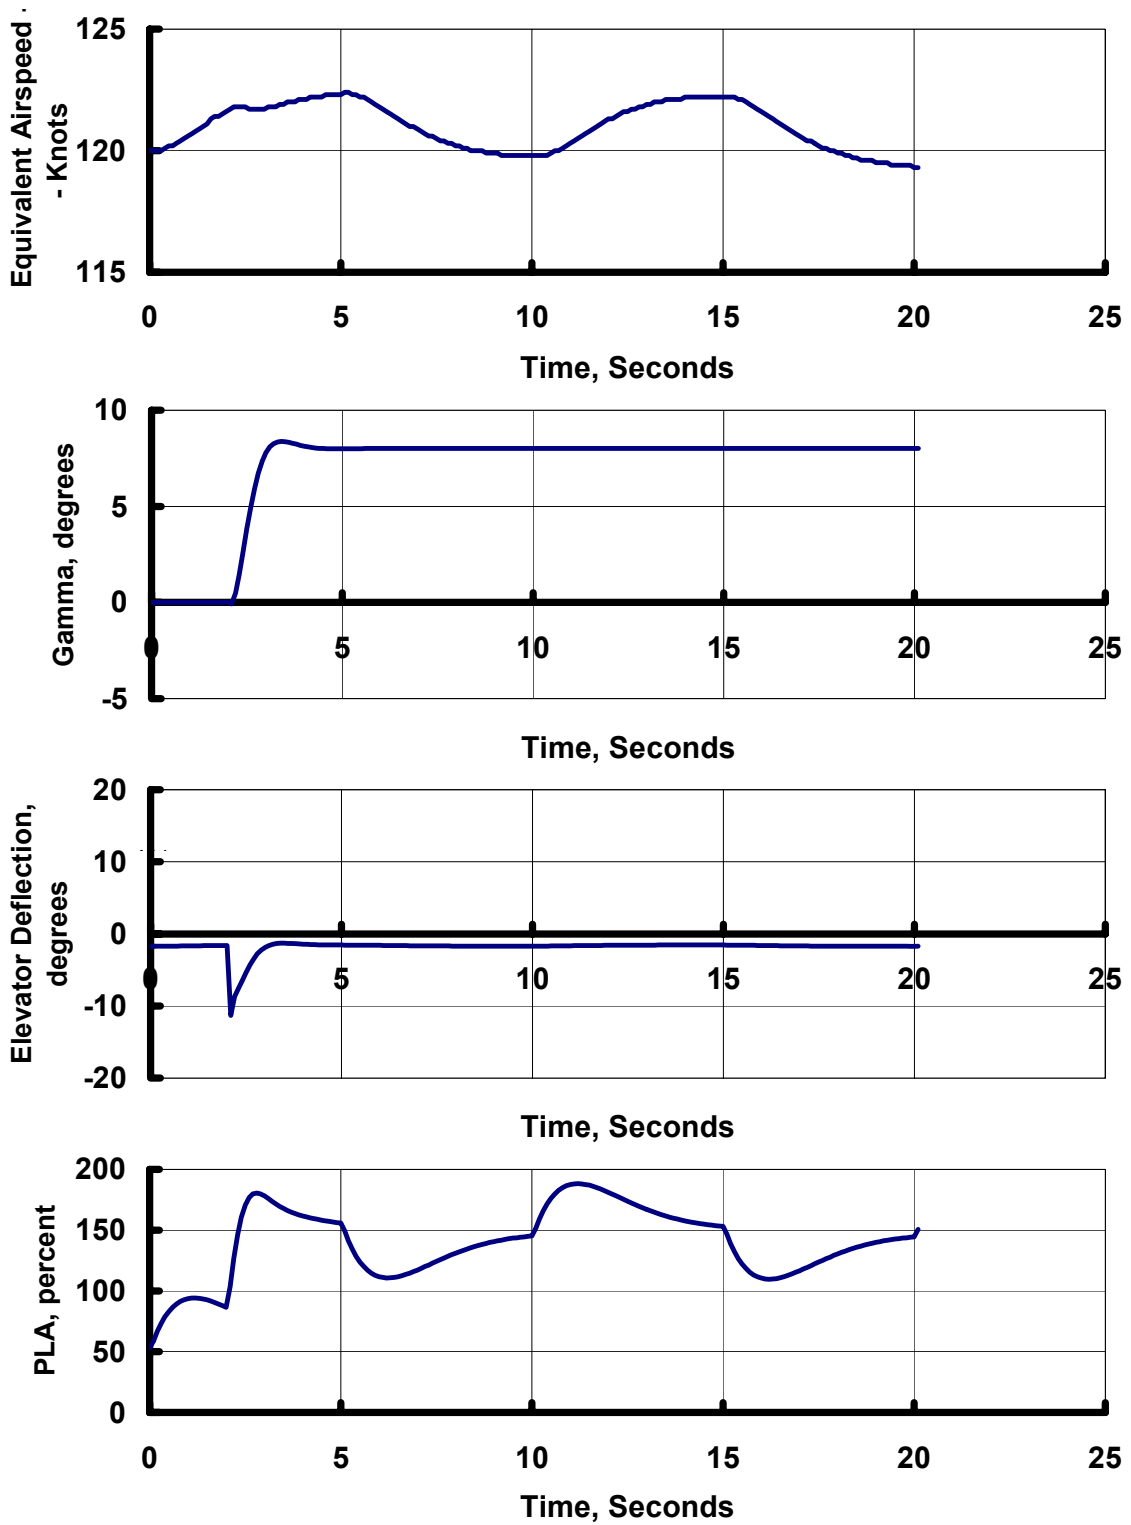 Equivalent Airspeed -
- Knots
125
120
115
0 5 10 15 20 25
Time, Seconds
Gamma, degrees
10
5
0
-5
0 5 10 15 20 25
Time, Seconds
Elevator Deflection,
degrees
20
10
0
-10
-20
0 5 10 15 20 25
Time, Seconds
PLA, percent
200
150
100
50
0
0 5 10 15 20 25
Time, Seconds